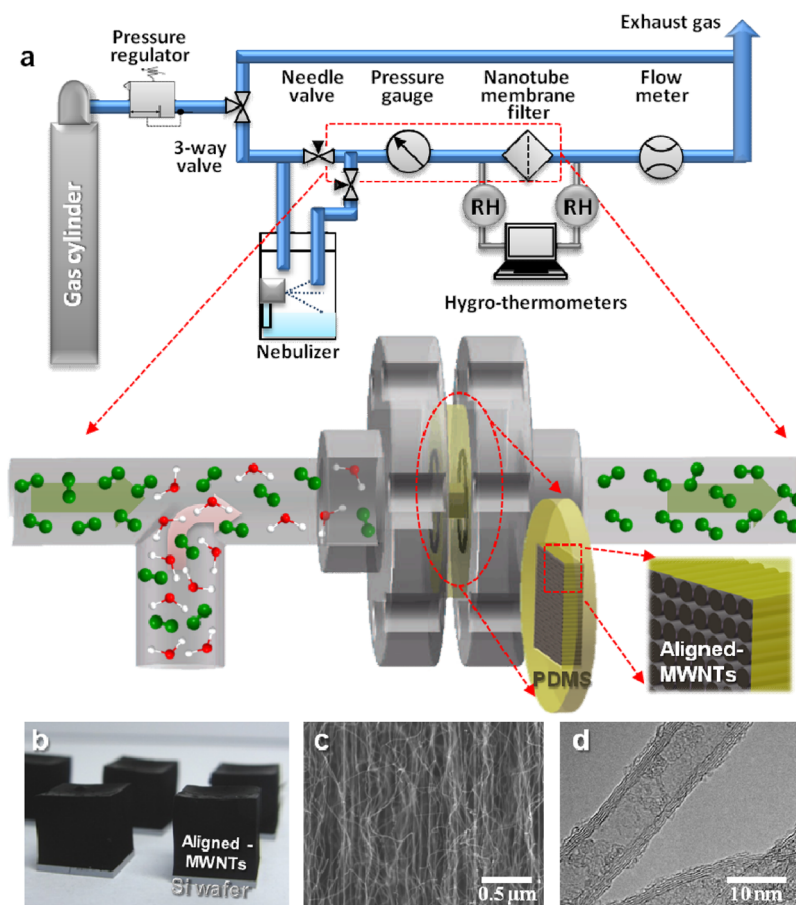 a
Pressure
regulator
Exhaust gas
Needle
valve
Pressure
gauge
Nanotube
membrane
filter
Flow
meter
3-way
valve
Gas cylinder
RH
RH
Hygro-thermometers
Nebulizer
PDMS
Aligned-
MWNTs
b
Aligned -
MWNTs
Si wafer
c
0.5 μm
d
10 nm